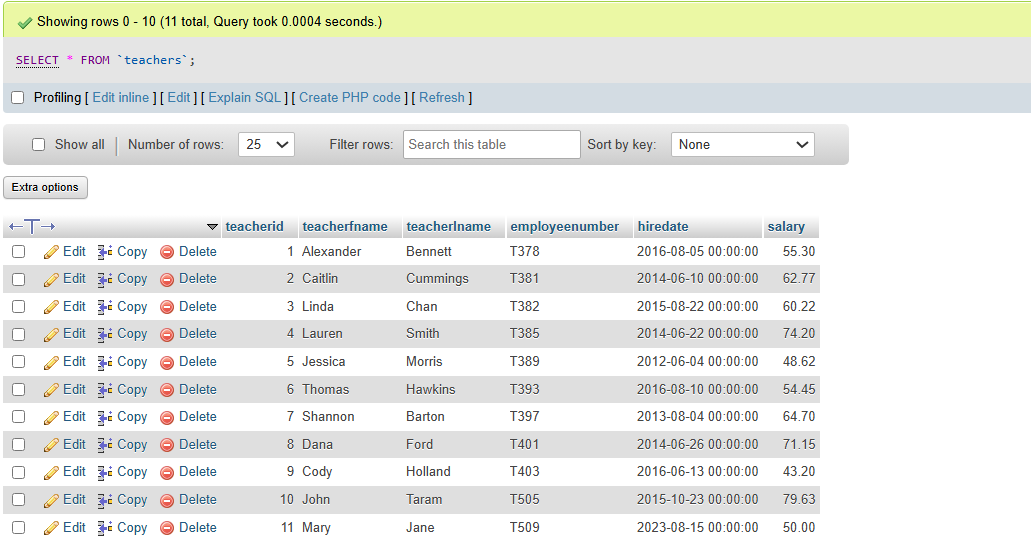 Showing rows 0 - 10 (11 total, Query took 0.0004 seconds.)
SELECT * FROM `teachers`;
Profiling [ Edit inline ] [ Edit ] [ Explain SQL ] [ Create PHP code ] [ Refresh ]
Show all Number of rows: 25 Filter rows: Search this table Sort by key: None
Extra options
teacherid teacherfname teacherlname employeenumber hiredate salary
Edit Copy Delete 1 Alexander Bennett T378 2016-08-05 00:00:00 55.30
Edit Copy Delete 2 Caitlin Cummings T381 2014-06-10 00:00:00 62.77
Edit Copy Delete 3 Linda Chan T382 2015-08-22 00:00:00 60.22
Edit Copy Delete 4 Lauren Smith T385 2014-06-22 00:00:00 74.20
Edit Copy Delete 5 Jessica Morris T389 2012-06-04 00:00:00 48.62
Edit Copy Delete 6 Thomas Hawkins T393 2016-08-10 00:00:00 54.45
Edit Copy Delete 7 Shannon Barton T397 2013-08-04 00:00:00 64.70
Edit Copy Delete 8 Dana Ford T401 2014-06-26 00:00:00 71.15
Edit Copy Delete 9 Cody Holland T403 2016-06-13 00:00:00 43.20
Edit Copy Delete 10 John Taram T505 2015-10-23 00:00:00 79.63
Edit Copy Delete 11 Mary Jane T509 2023-08-15 00:00:00 50.00